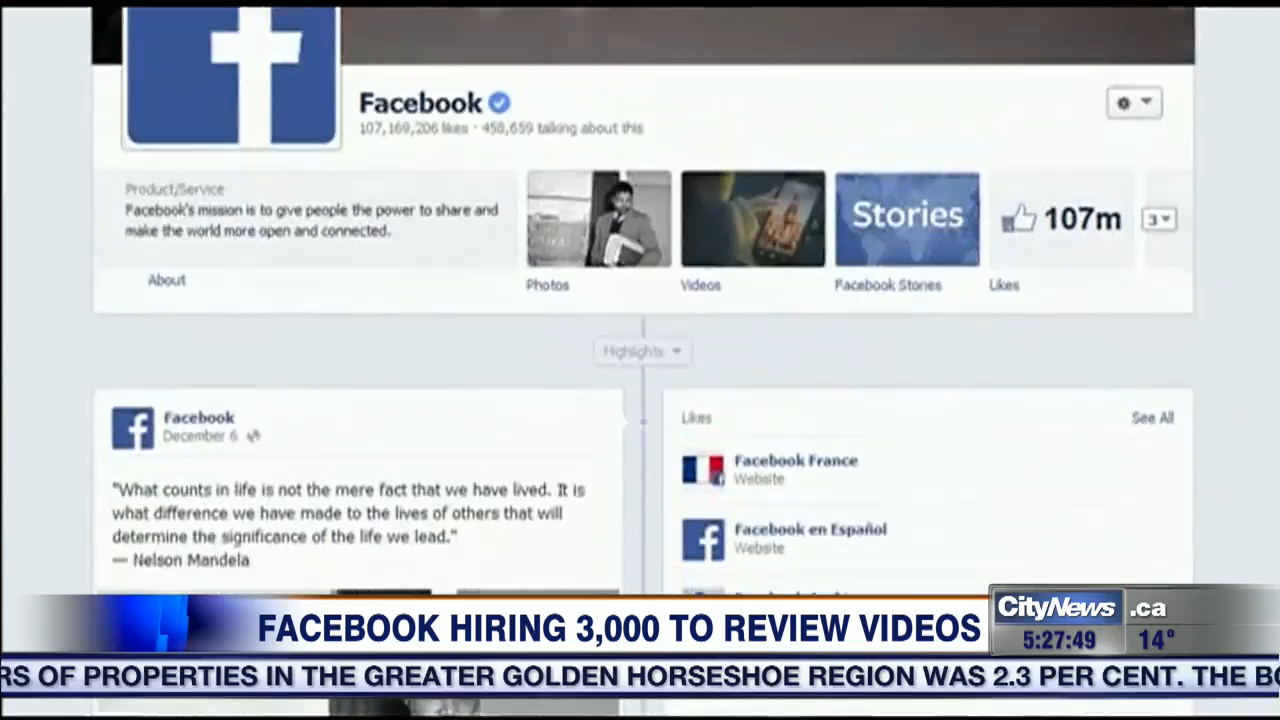 Facebook
107,169,206 likes · 458,659 talking about this
Product/Service
Facebook's mission is to give people the power to share and
make the world more open and connected.
About
Stories
107m
3
Photos
Videos
Facebook Stories
Likes
Highlights
Facebook
December 6
"What counts in life is not the mere fact that we have lived. It is
what difference we have made to the lives of others that will
determine the significance of the life we lead."
— Nelson Mandela
Likes
See All
Facebook France
Website
Facebook en Español
Website
FACEBOOK HIRING 3,000 TO REVIEW VIDEOS
CityNews.ca
5:27:49
14°
RS OF PROPERTIES IN THE GREATER GOLDEN HORSESHOE REGION WAS 2.3 PER CENT. THE BO